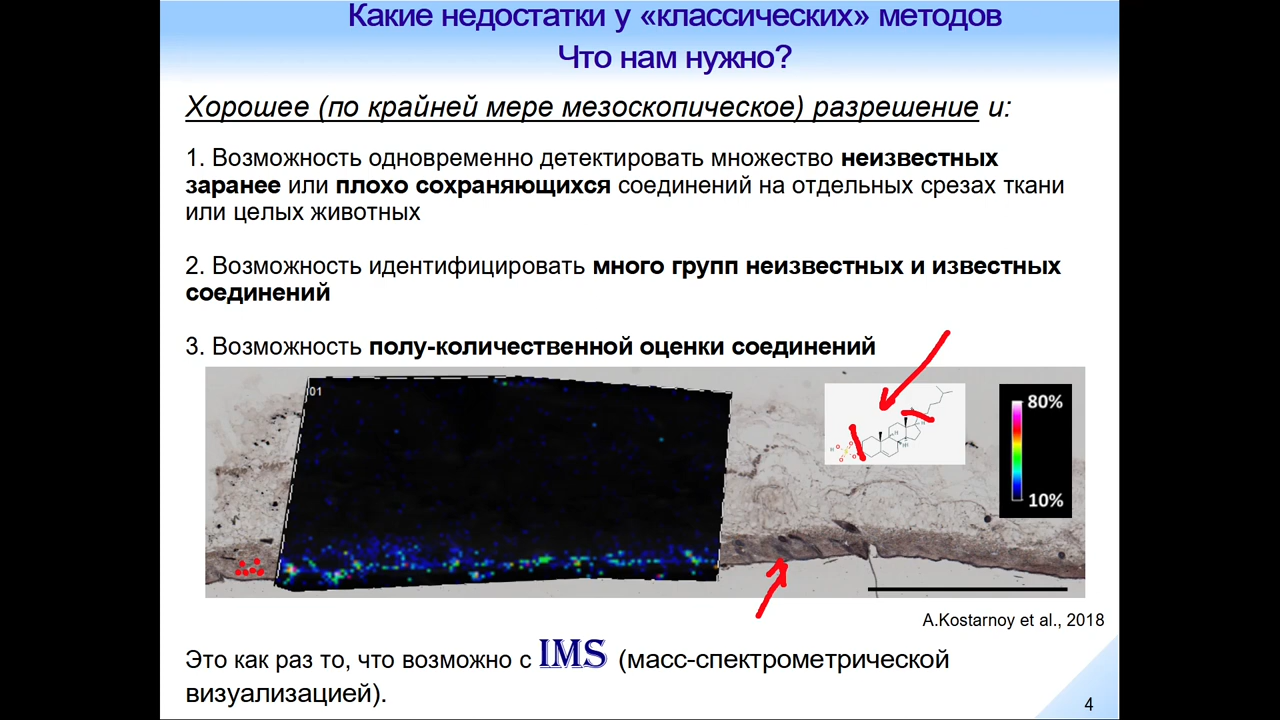 Какие недостатки у «классических» методов
Что нам нужно?
Хорошее (по крайней мере мезоскопическое) разрешение и:
1. Возможность одновременно детектировать множество неизвестных
заранее или плохо сохраняющихся соединений на отдельных срезах ткани
или целых животных
2. Возможность идентифицировать много групп неизвестных и известных
соединений
3. Возможность полу-количественной оценки соединений
01
80%
10%
A.Kostarnoy et al., 2018
Это как раз то, что возможно с IMS (масс-спектрометрической
визуализацией).
4